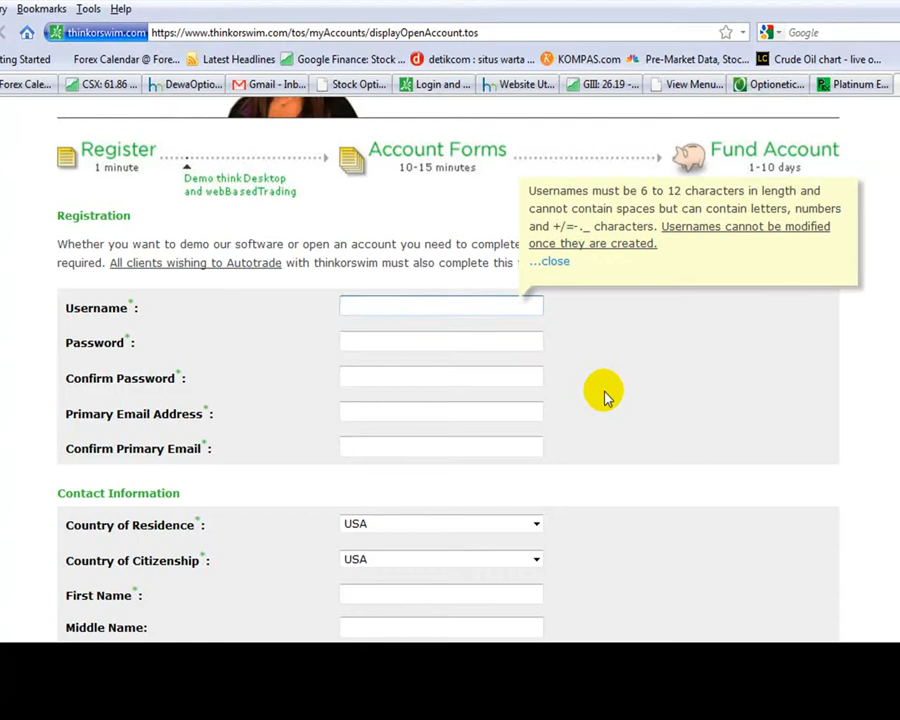 Bookmarks Tools Help
thinkorswim.com https://www.thinkorswim.com/tos/myAccounts/displayOpenAccount.tos Google
ting Started Forex Calendar @ Fore... Latest Headlines Google Finance: Stock ... detikcom : situs warta ... KOMPAS.com Pre-Market Data, Stoc... LC Crude Oil chart - live o...
Forex Cale... CSX: 61.86 ... DewaOptio... Gmail - Inb... Stock Opti... Login and ... Website Ut... GIII: 26.19 -... View Menu... Optionetic... Platinum E...
Register Account Forms Fund Account
1 minute 10-15 minutes 1-10 days
Demo thinkDesktop
and webBasedTrading
Usernames must be 6 to 12 characters in length and
cannot contain spaces but can contain letters, numbers
and +/=-._ characters. Usernames cannot be modified
once they are created.
...close
Registration
Whether you want to demo our software or open an account you need to complete
required. All clients wishing to Autotrade with thinkorswim must also complete this
Username*:
Password*:
Confirm Password*:
Primary Email Address*:
Confirm Primary Email*:
Contact Information
Country of Residence*: USA
Country of Citizenship*: USA
First Name*:
Middle Name: